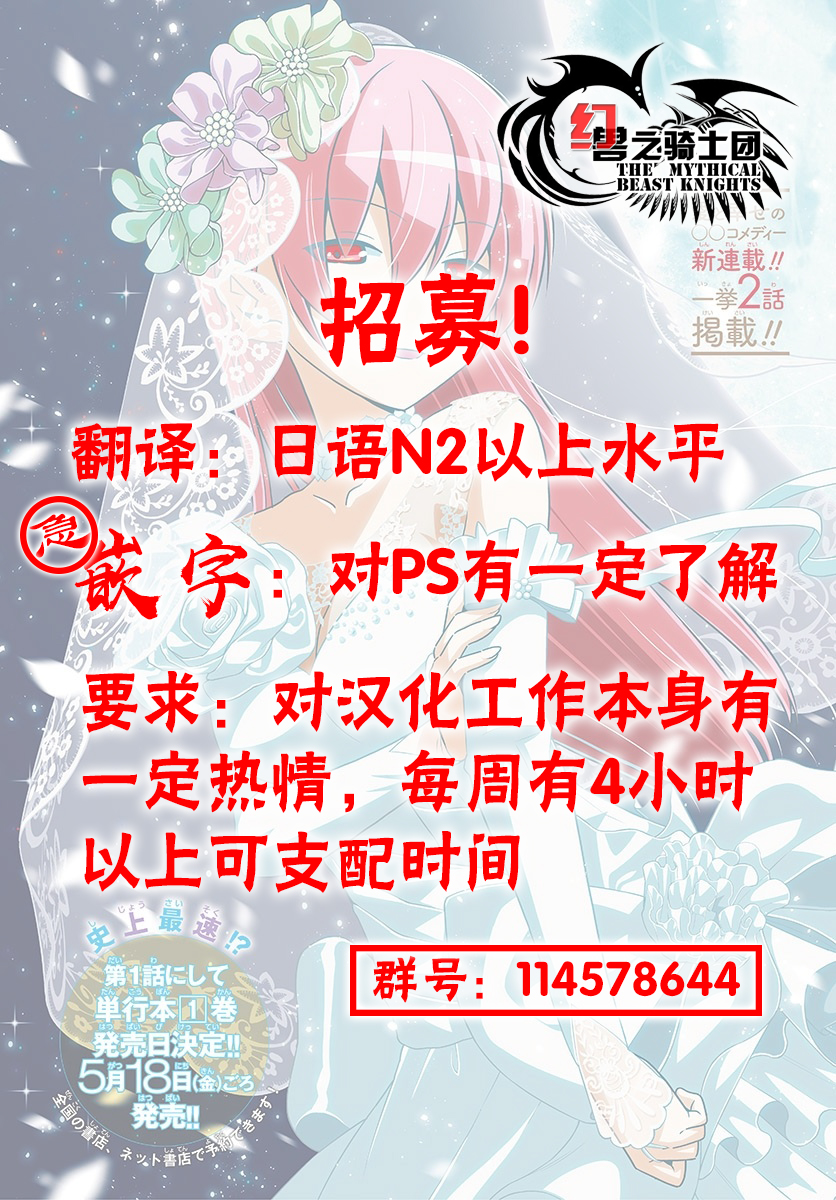 幻兽之骑士团
THE MYTHICAL
BEAST KNIGHTS
〇〇コメディー
新連載!!
一挙2話
掲載!!
招募!
翻译：日语N2以上水平
急
嵌字：对PS有一定了解
要求：对汉化工作本身有
一定热情，每周有4小时
以上可支配时间
群号：114578644
史上最速!?
第1話にして
単行本1巻
発売日決定!!
5月18日(金)ごろ
発売!!
全国の書店、ネット書店で予約できます!